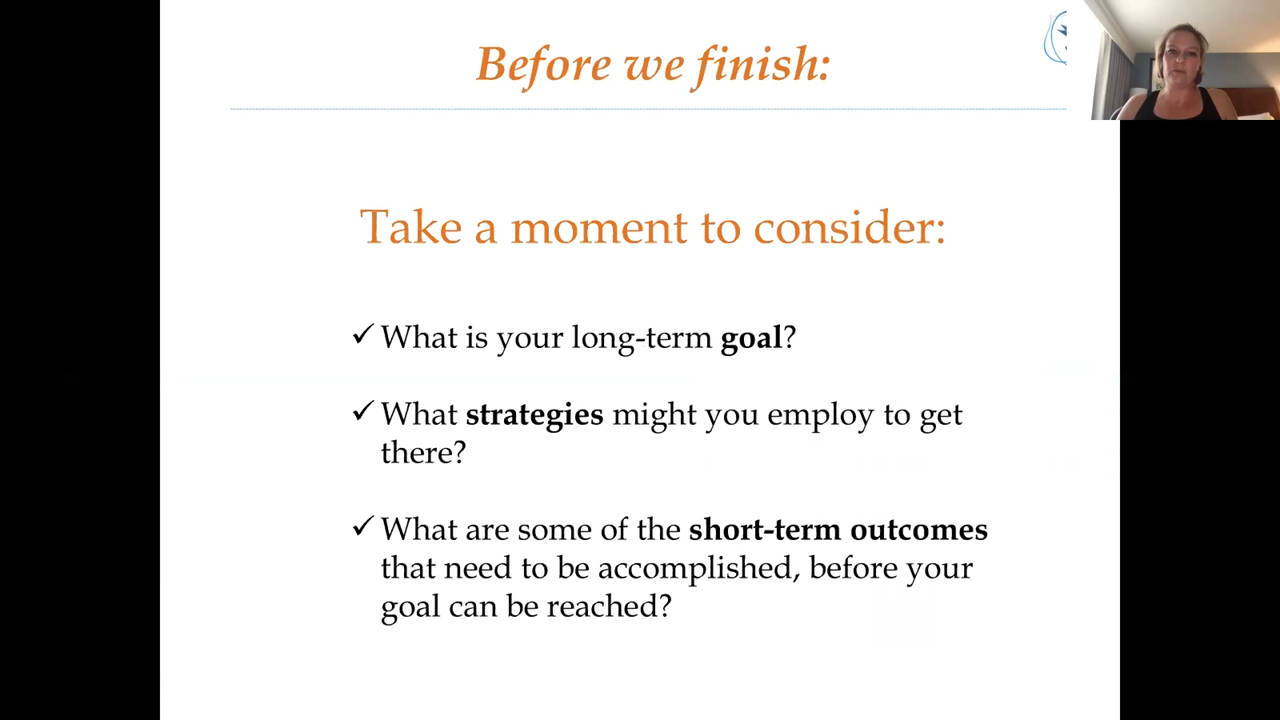 Before we finish:
Take a moment to consider:
✓ What is your long-term goal?
✓ What strategies might you employ to get
there?
✓ What are some of the short-term outcomes
that need to be accomplished, before your
goal can be reached?